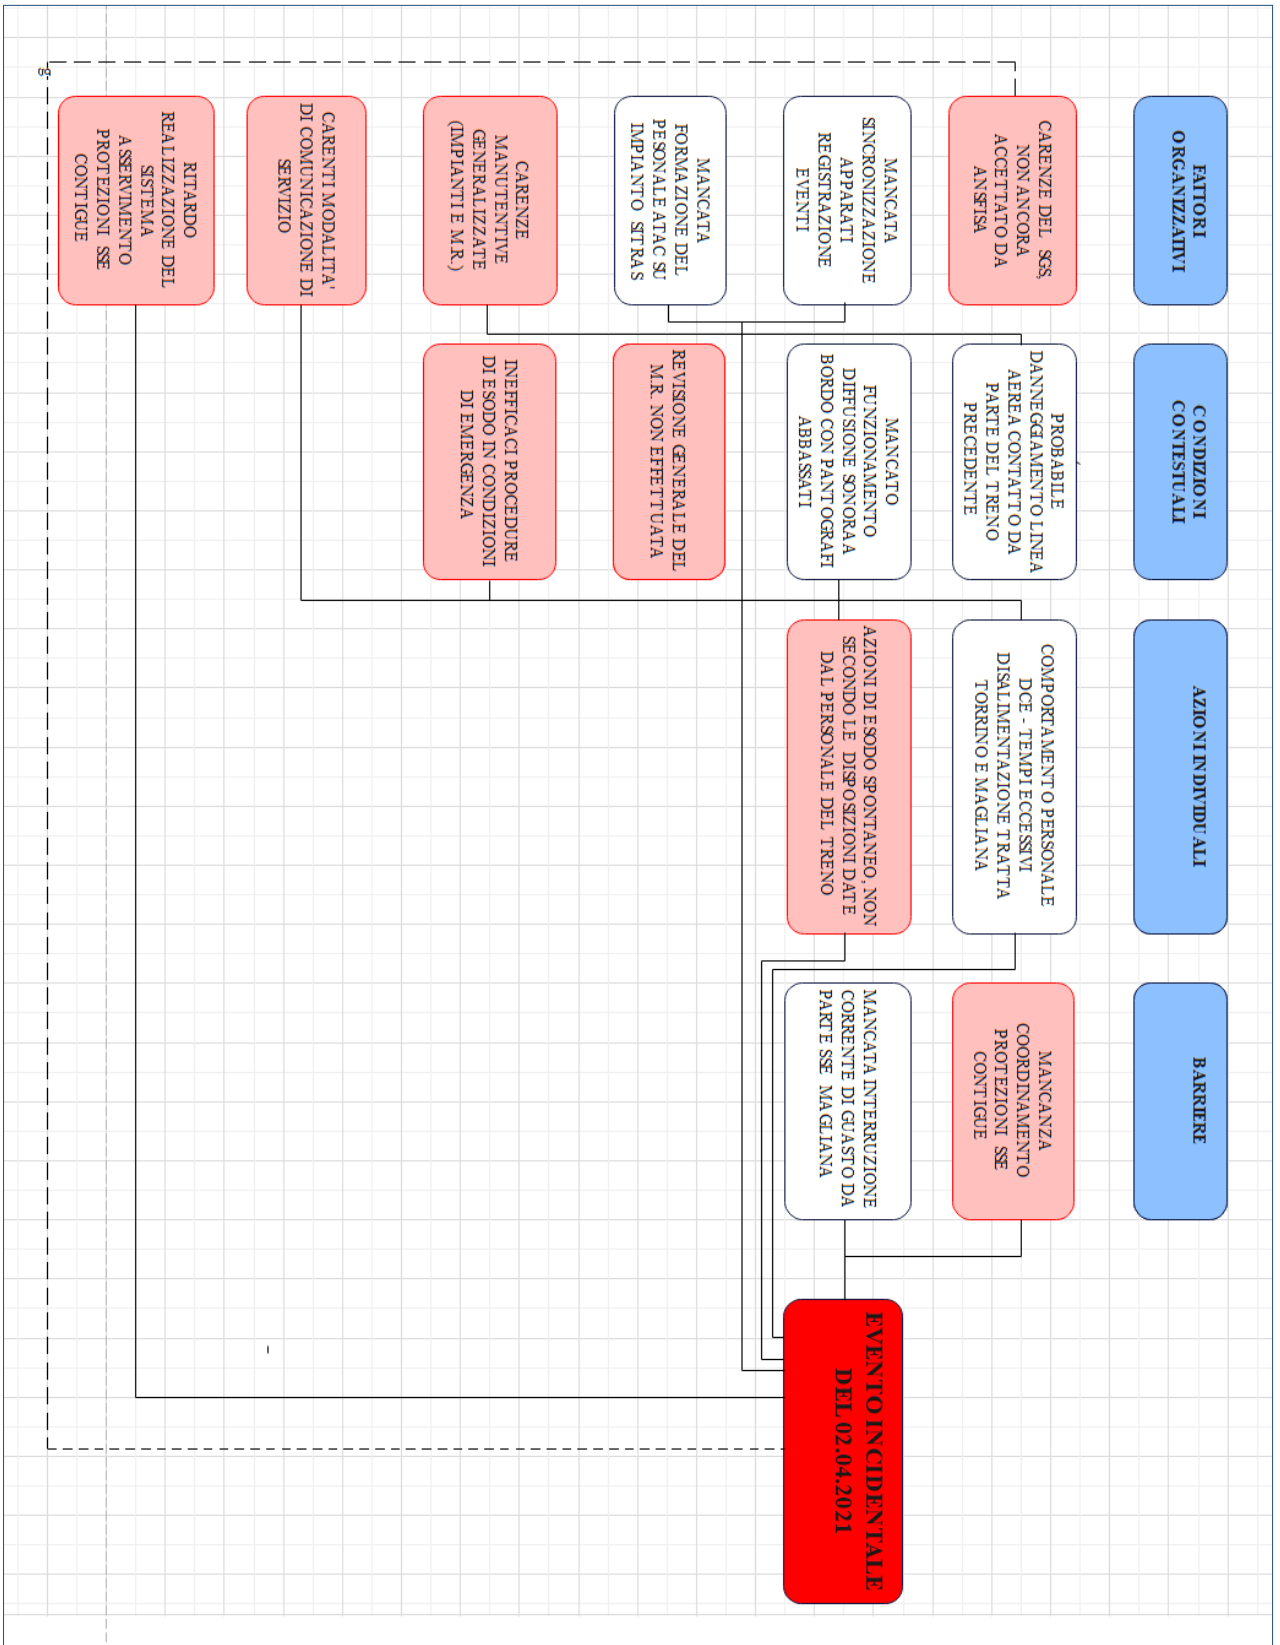 FATTORI
ORGANIZZATIVI
CONDIZIONI
CONTESTUALI
AZIONI INDIVIDUALI
BARRIERE
CARENZE DEL SGS,
NON ANCORA
ACCETTATO DA
ANSFISA
MANCATA
SINCRONIZZAZIONE
APPARATI
REGISTRAZIONE
EVENTI
MANCATA
FORMAZIONE DEL
PESONALE ATAC SU
IMPIANTO SITRAS
CARENZE
MANUTENTIVE
GENERALIZZATE
(IMPIANTI E M.R.)
CARENTI MODALITA'
DI COMUNICAZIONE DI
SERVIZIO
RITARDO
REALIZZAZIONE DEL
SISTEMA
ASSERVIMENTO
PROTEZIONI SSE
CONTIGUE
PROBABILE
DANNEGGIAMENTO LINEA
AEREA CONTATTO DA
PARTE DEL TRENO
PRECEDENTE
MANCATO
FUNZIONAMENTO
DIFFUSIONE SONORA A
BORDO CON PANTOGRAFI
ABBASSATI
REVISIONE GENERALE DEL
M.R. NON EFFETTUATA
INEFFICACI PROCEDURE
DI ESODO IN CONDIZIONI
DI EMERGENZA
COMPORTAMENTO PERSONALE
DCE - TEMPI ECCESSIVI
DISALIMENTAZIONE TRATTA
TORRINO E MAGLIANA
AZIONI DI ESODO SPONTANEO, NON
SECONDO LE DISPOSIZIONI DATE
DAL PERSONALE DEL TRENO
MANCANZA
COORDINAMENTO
PROTEZIONI SSE
CONTIGUE
MANCATA INTERRUZIONE
CORRENTE DI GUASTO DA
PARTE SSE MAGLIANA
EVENTO INCIDENTALE
DEL 02.04.2021